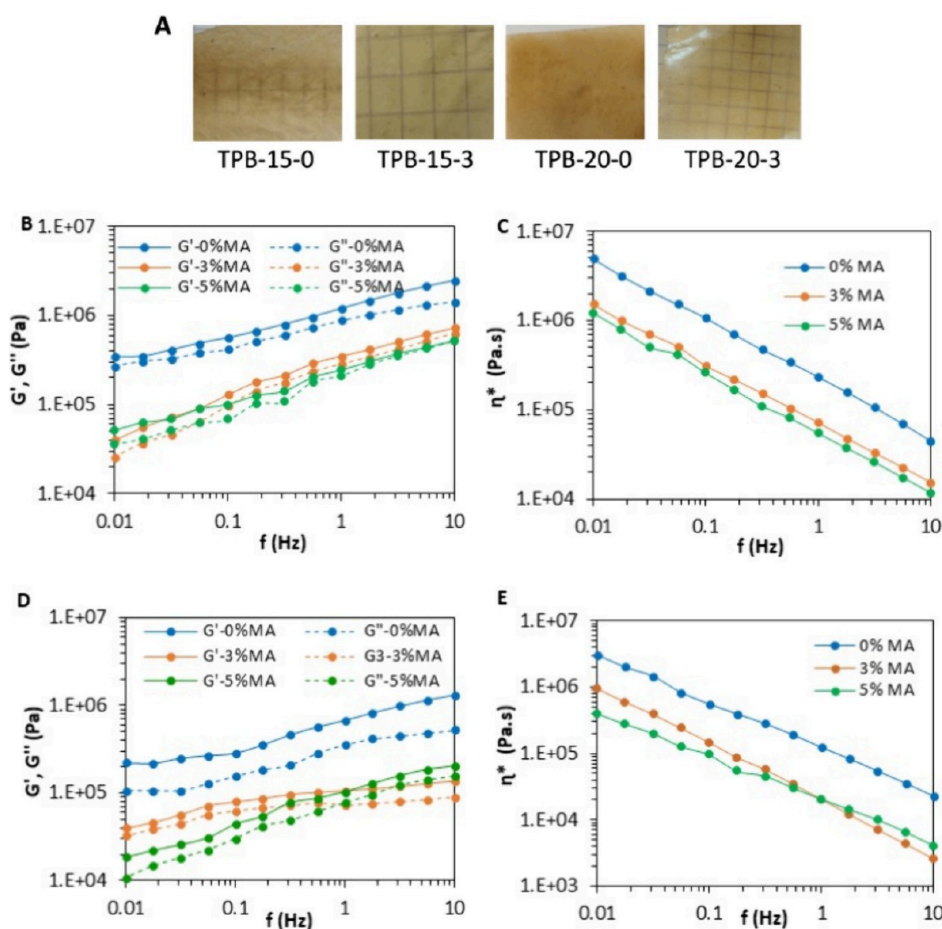 A
TPB-15-0 TPB-15-3 TPB-20-0 TPB-20-3
B
1.E+07
1.E+06
1.E+05
1.E+04
G', G'' (Pa)
G'-0%MA G''-0%MA
G'-3%MA G''-3%MA
G'-5%MA G''-5%MA
0.01 0.1 1 10
f (Hz)
C
1.E+07
1.E+06
1.E+05
1.E+04
η* (Pa.s)
0% MA
3% MA
5% MA
0.01 0.1 1 10
f (Hz)
D
1.E+07
1.E+06
1.E+05
1.E+04
G', G'' (Pa)
G'-0%MA G''-0%MA
G'-3%MA G3-3%MA
G'-5%MA G''-5%MA
0.01 0.1 1 10
f (Hz)
E
1.E+07
1.E+06
1.E+05
1.E+04
1.E+03
η* (Pa.s)
0% MA
3% MA
5% MA
0.01 0.1 1 10
f (Hz)